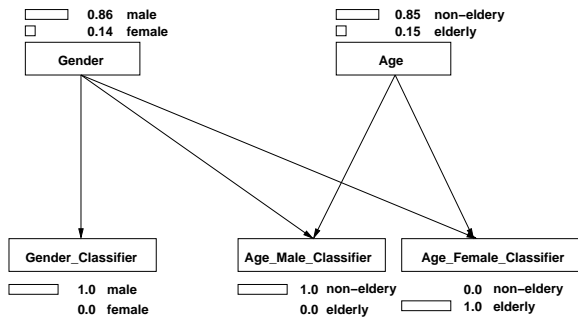 0.86 male
0.14 female
Gender
0.85 non-eldery
0.15 elderly
Age
Gender_Classifier
1.0 male
0.0 female
Age_Male_Classifier
1.0 non-eldery
0.0 elderly
Age_Female_Classifier
0.0 non-eldery
1.0 elderly